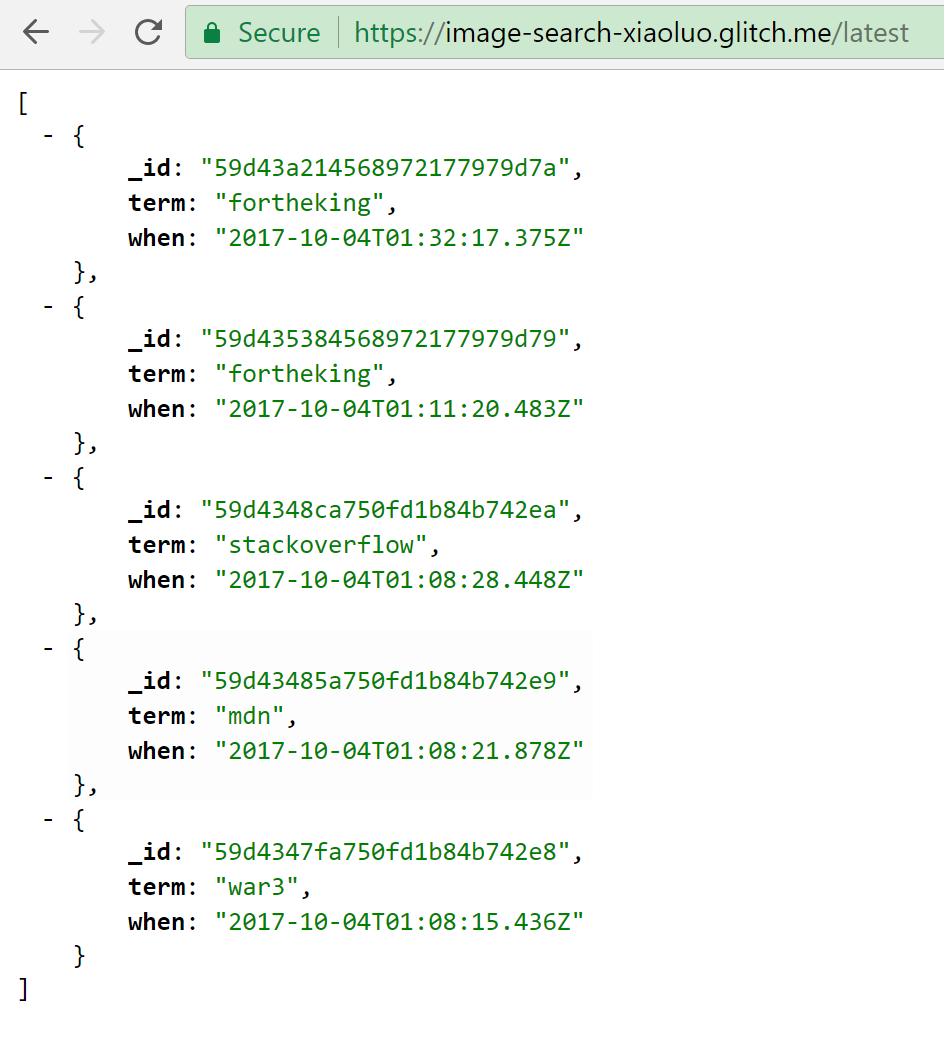 Secure https://image-search-xiaoluo.glitch.me/latest
[
- {
_id: "59d43a214568972177979d7a",
term: "fortheking",
when: "2017-10-04T01:32:17.375Z"
},
- {
_id: "59d435384568972177979d79",
term: "fortheking",
when: "2017-10-04T01:11:20.483Z"
},
- {
_id: "59d4348ca750fd1b84b742ea",
term: "stackoverflow",
when: "2017-10-04T01:08:28.448Z"
},
- {
_id: "59d43485a750fd1b84b742e9",
term: "mdn",
when: "2017-10-04T01:08:21.878Z"
},
- {
_id: "59d4347fa750fd1b84b742e8",
term: "war3",
when: "2017-10-04T01:08:15.436Z"
}
]